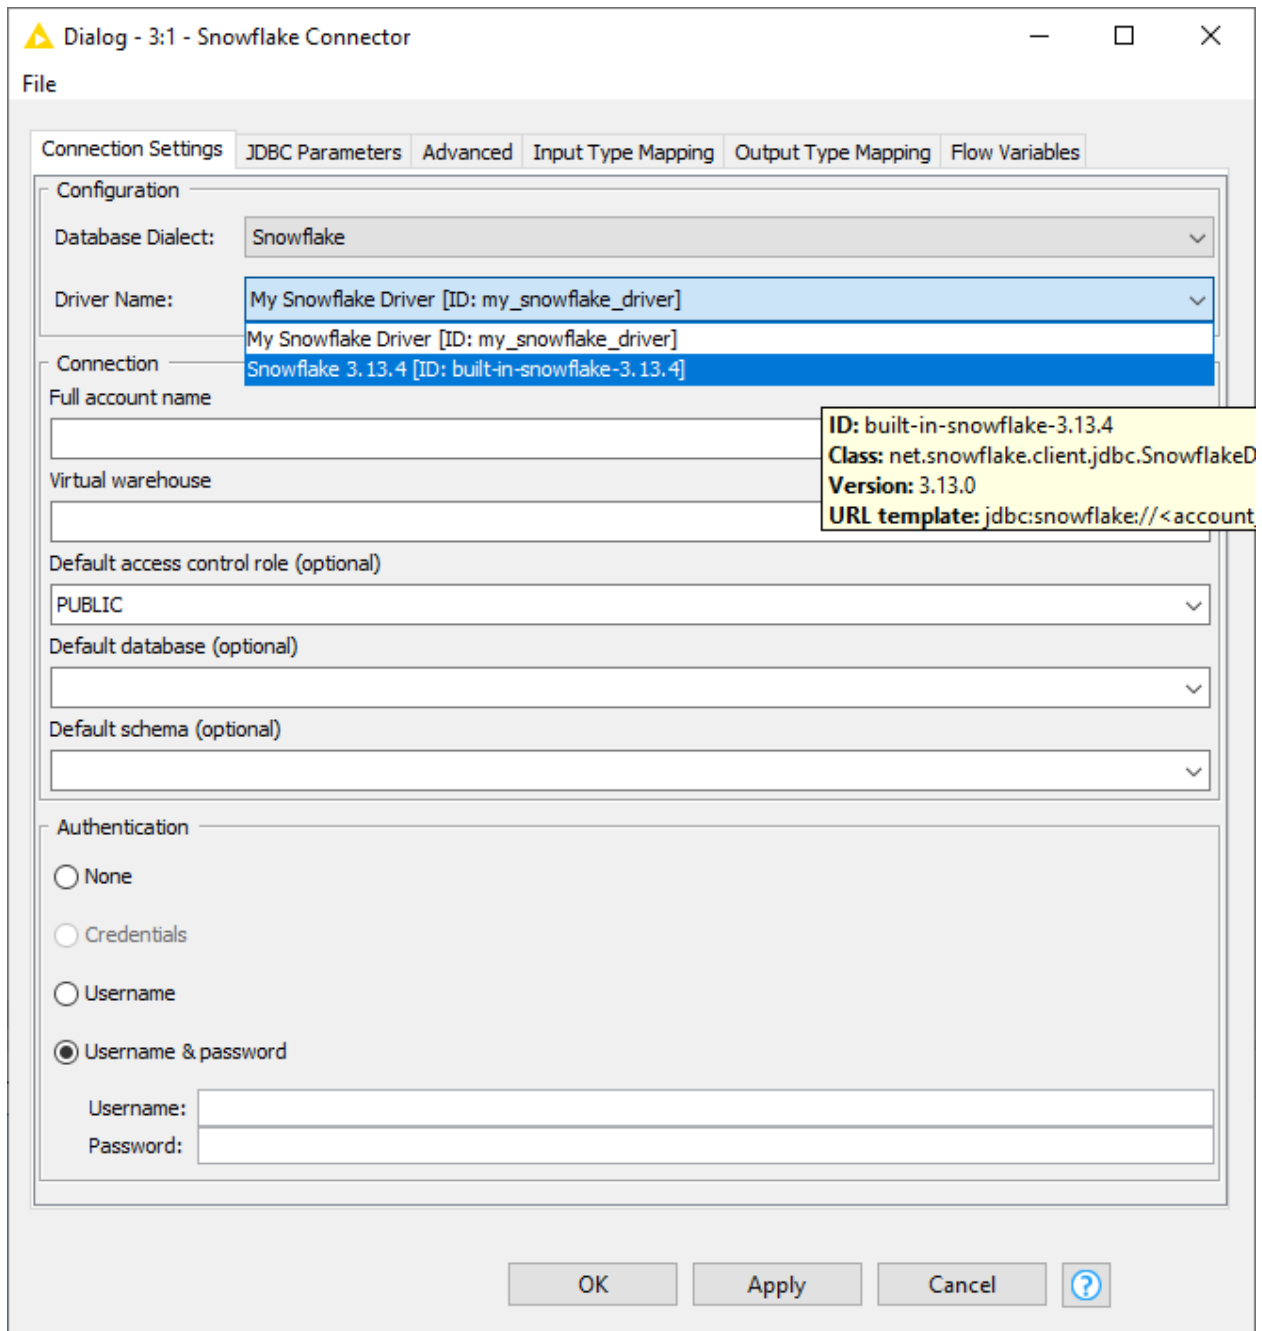 Dialog - 3:1 - Snowflake Connector
File
Connection Settings JDBC Parameters Advanced Input Type Mapping Output Type Mapping Flow Variables
Configuration
Database Dialect: Snowflake
Driver Name: My Snowflake Driver [ID: my_snowflake_driver]
My Snowflake Driver [ID: my_snowflake_driver]
Snowflake 3.13.4 [ID: built-in-snowflake-3.13.4]
Connection
Full account name
ID: built-in-snowflake-3.13.4
Class: net.snowflake.client.jdbc.SnowflakeD
Version: 3.13.0
URL template: jdbc:snowflake://<account_
Virtual warehouse
Default access control role (optional)
PUBLIC
Default database (optional)
Default schema (optional)
Authentication
None
Credentials
Username
Username & password
Username:
Password:
OK Apply Cancel ?